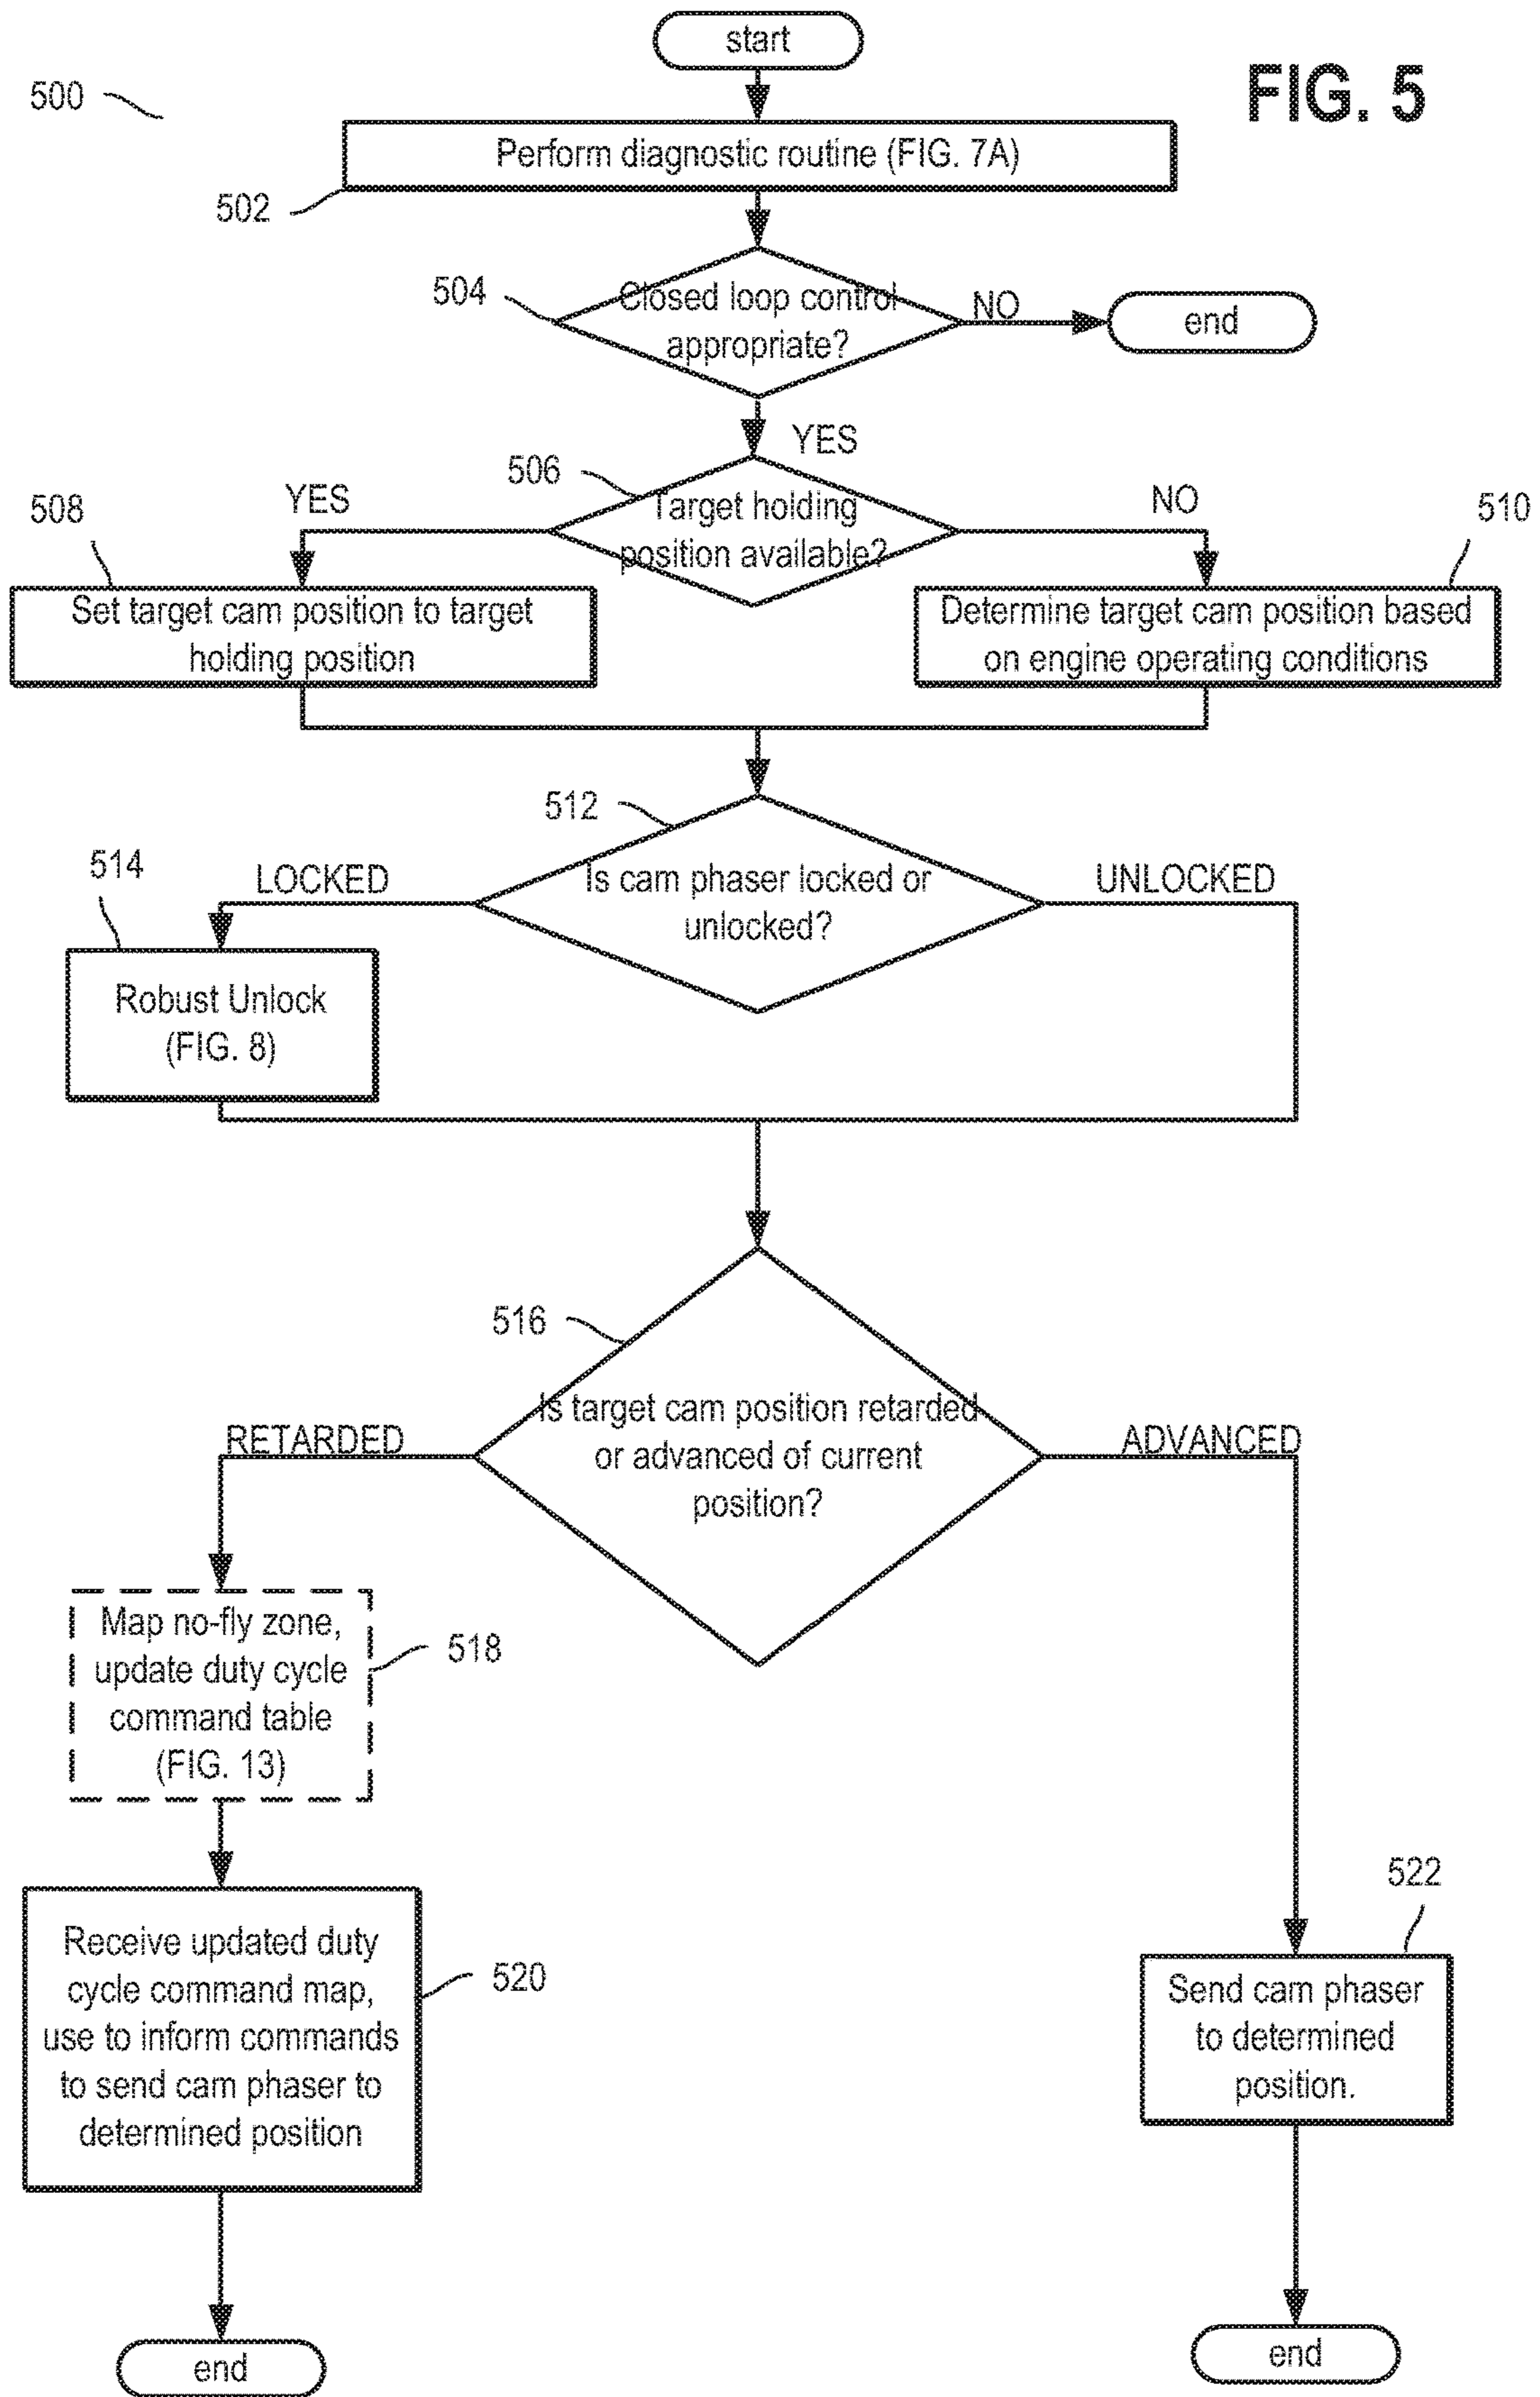 start
FIG. 5
500
Perform diagnostic routine (FIG. 7A)
502
504
Closed loop control
appropriate?
NO
end
YES
506
Target holding
position available?
YES
NO
508
510
Set target cam position to target
holding position
Determine target cam position based
on engine operating conditions
512
Is cam phaser locked or
unlocked?
LOCKED
UNLOCKED
514
Robust Unlock
(FIG. 8)
516
Is target cam position retarded
or advanced of current
position?
RETARDED
ADVANCED
Map no-fly zone,
update duty cycle
command table
(FIG. 13)
518
Receive updated duty
cycle command map,
use to inform commands
to send cam phaser to
determined position
520
522
Send cam phaser
to determined
position.
end
end